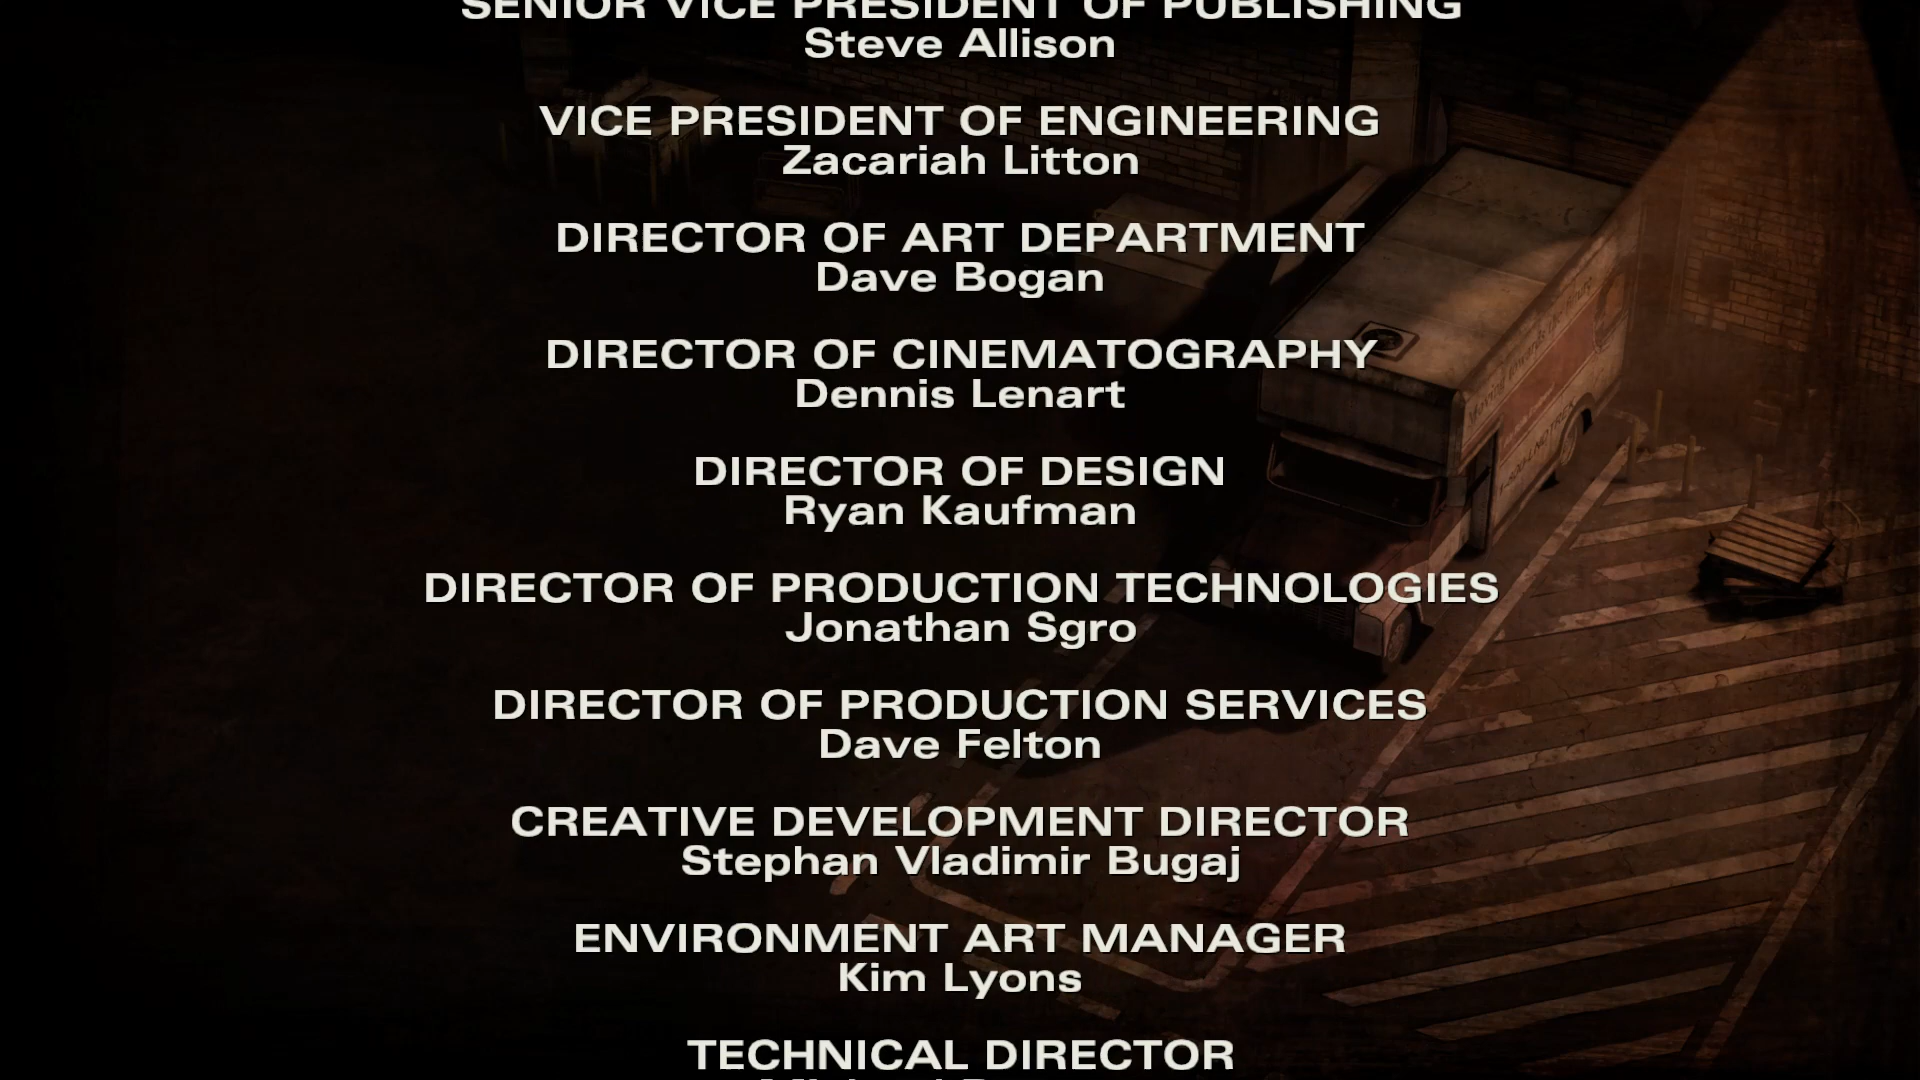 SENIOR VICE PRESIDENT OF PUBLISHING
Steve Allison
VICE PRESIDENT OF ENGINEERING
Zacariah Litton
DIRECTOR OF ART DEPARTMENT
Dave Bogan
DIRECTOR OF CINEMATOGRAPHY
Dennis Lenart
DIRECTOR OF DESIGN
Ryan Kaufman
DIRECTOR OF PRODUCTION TECHNOLOGIES
Jonathan Sgro
DIRECTOR OF PRODUCTION SERVICES
Dave Felton
CREATIVE DEVELOPMENT DIRECTOR
Stephan Vladimir Bugaj
ENVIRONMENT ART MANAGER
Kim Lyons
TECHNICAL DIRECTOR